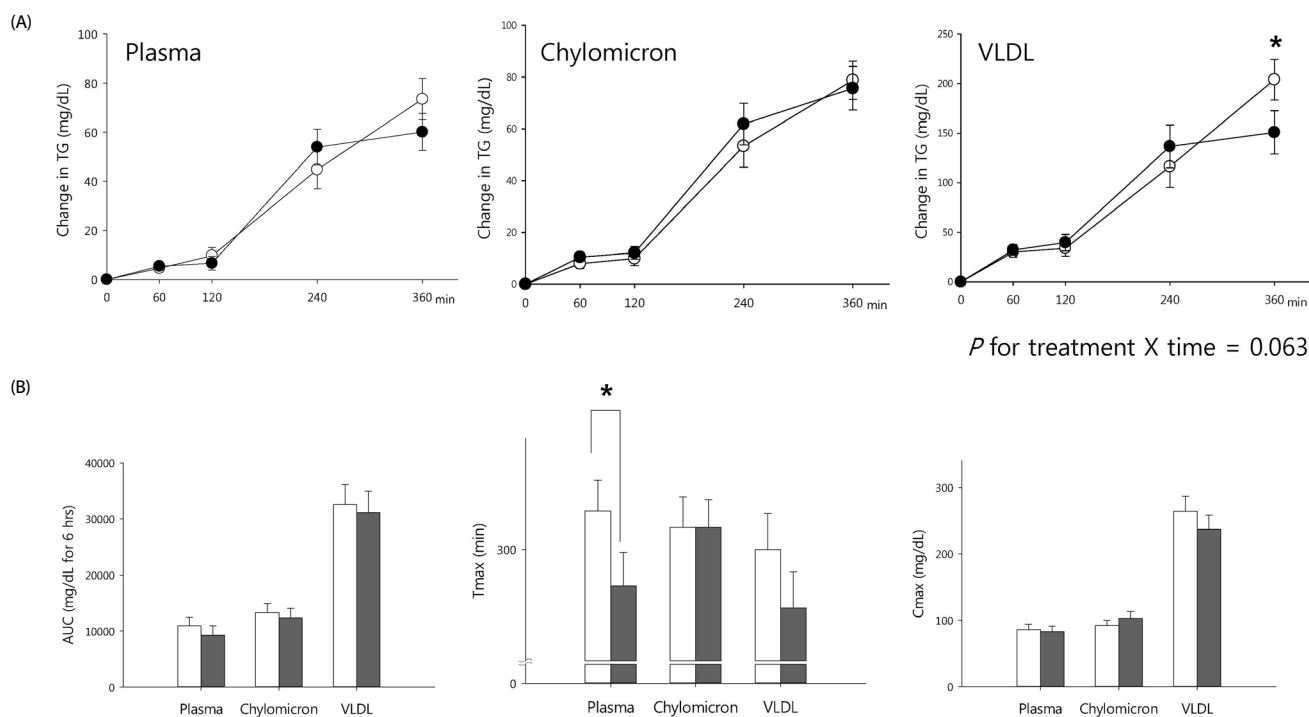 (A)
Plasma
Change in TG (mg/dL)
100
80
60
40
20
0
0 60 120 240 360 min
Chylomicron
Change in TG (mg/dL)
100
80
60
40
20
0
0 60 120 240 360 min
VLDL
*
Change in TG (mg/dL)
250
200
150
100
50
0
0 60 120 240 360 min
P for treatment X time = 0.063
(B)
AUC (mg/dL for 6 hrs)
40000
30000
20000
10000
0
Plasma Chylomicron VLDL
*
Tmax (min)
300
0
Plasma Chylomicron VLDL
Cmax (mg/dL)
300
200
100
0
Plasma Chylomicron VLDL